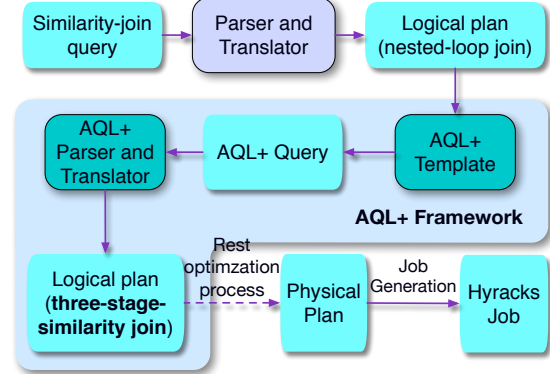 Similarity-join
query
Parser and
Translator
Logical plan
(nested-loop join)
AQL+
Parser and
Translator
AQL+ Query
AQL+
Template
AQL+ Framework
Logical plan
(three-stage-
similarity join)
Rest
optimzation
process
Physical
Plan
Job
Generation
Hyracks
Job